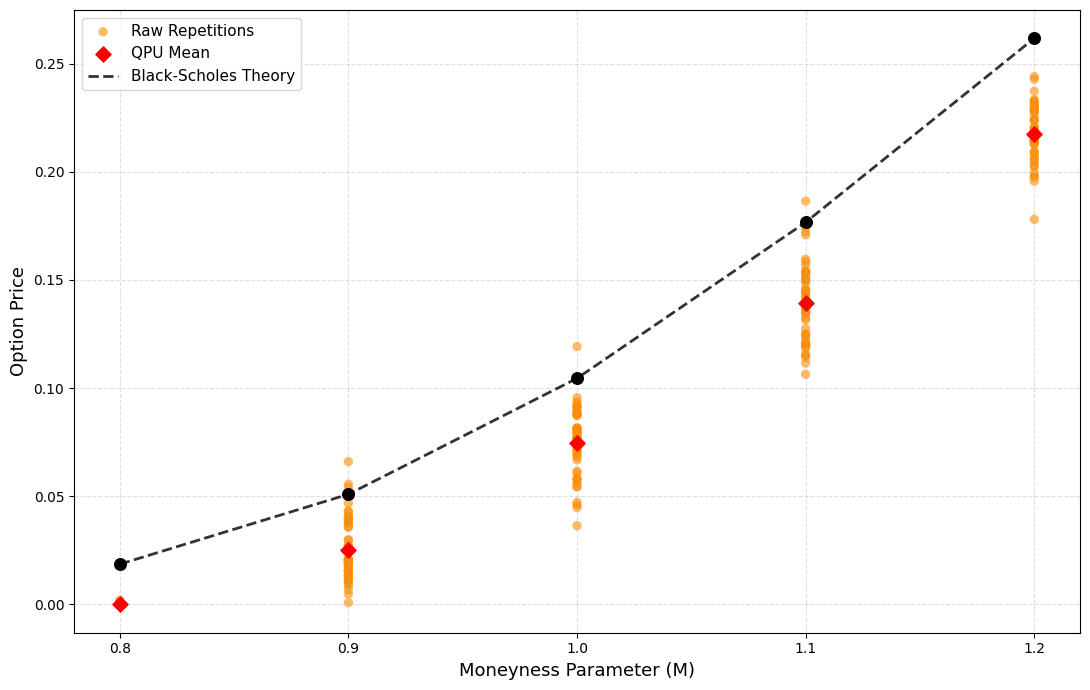 Raw Repetitions
QPU Mean
Black-Scholes Theory
Option Price
0.25
0.20
0.15
0.10
0.05
0.00
0.8 0.9 1.0 1.1 1.2
Moneyness Parameter (M)